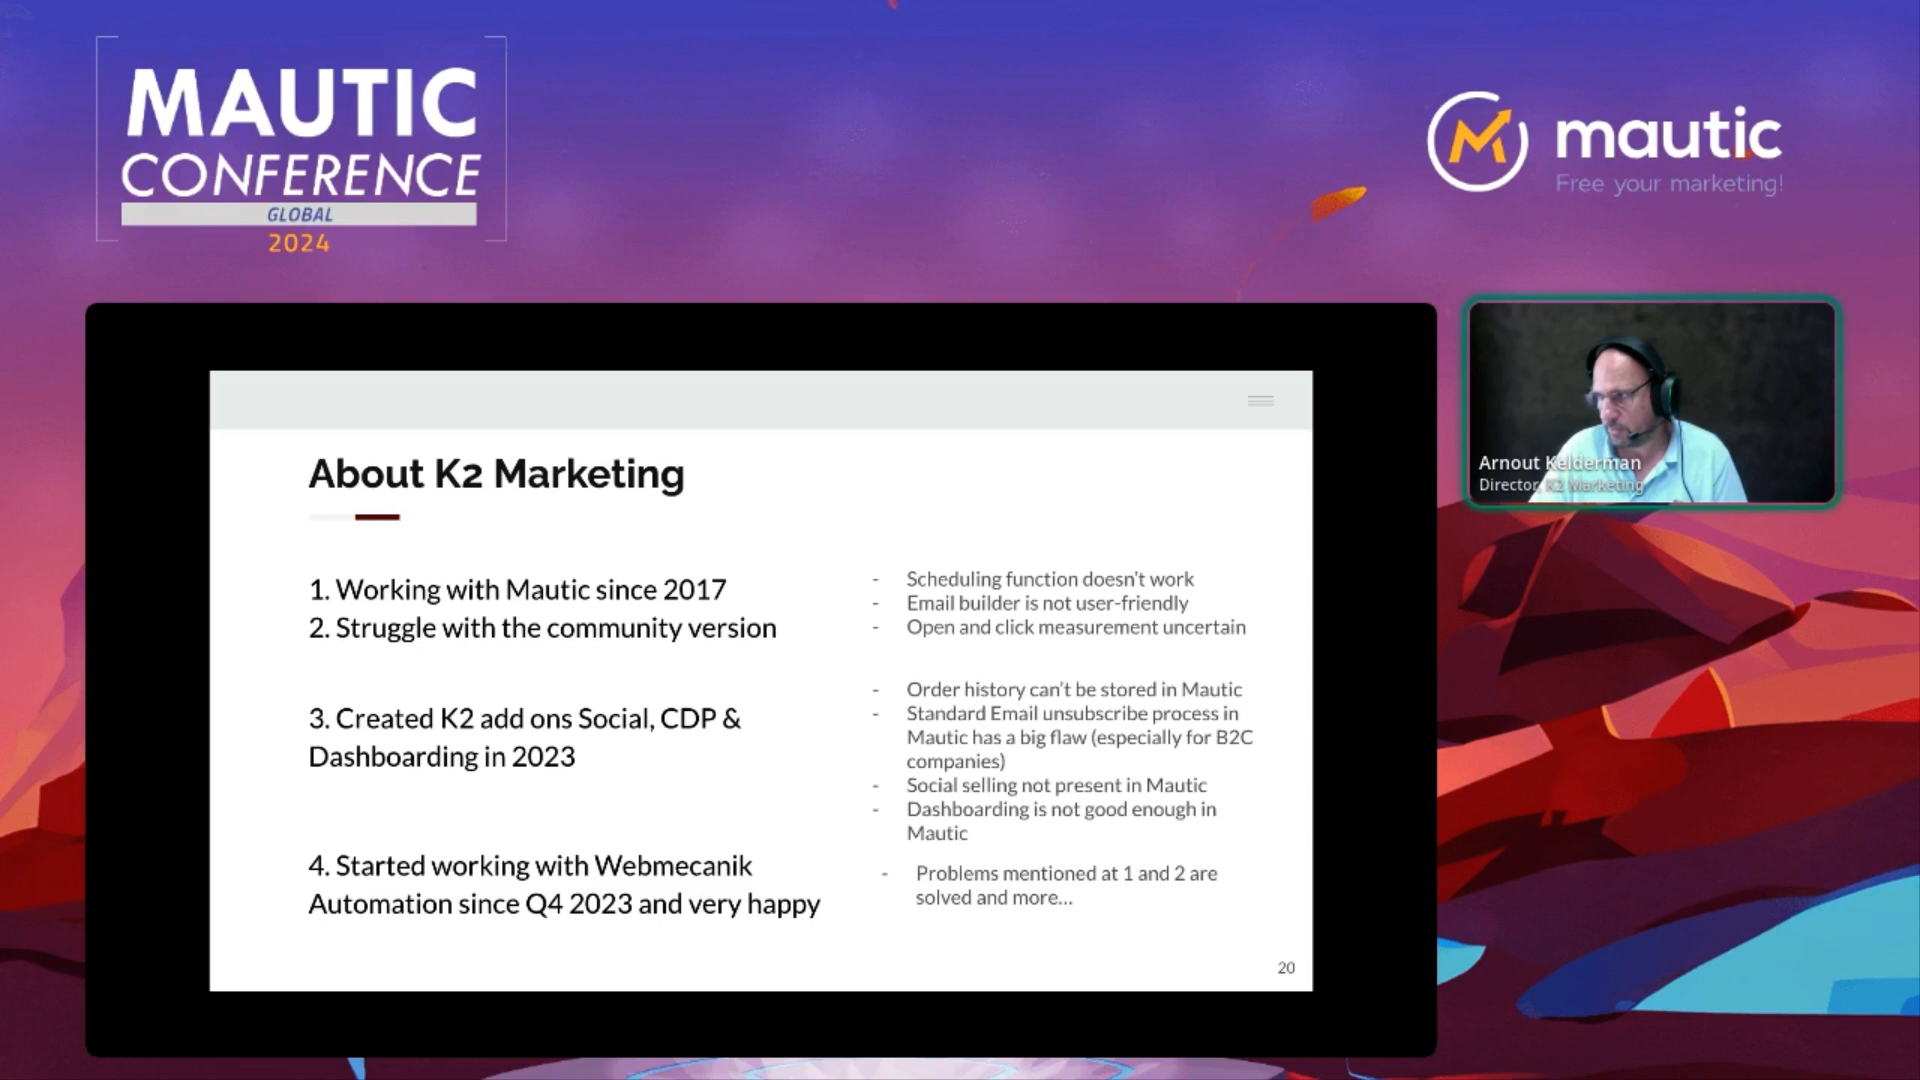 MAUTIC
CONFERENCE
GLOBAL
2024
mautic
Free your marketing!
About K2 Marketing
1. Working with Mautic since 2017
2. Struggle with the community version
- Scheduling function doesn't work
- Email builder is not user-friendly
- Open and click measurement uncertain
3. Created K2 add ons Social, CDP &
Dashboarding in 2023
- Order history can't be stored in Mautic
- Standard Email unsubscribe process in
Mautic has a big flaw (especially for B2C
companies)
- Social selling not present in Mautic
- Dashboarding is not good enough in
Mautic
4. Started working with Webmecanik
Automation since Q4 2023 and very happy
- Problems mentioned at 1 and 2 are
solved and more...
20
Arnout Kelderman
Director, K2 Marketing